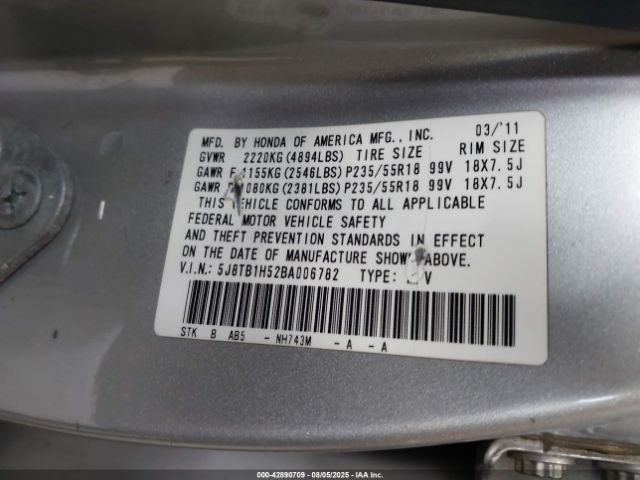 MFD. BY HONDA OF AMERICA MFG., INC. 03/'11
GVWR 2220KG(4894LBS) TIRE SIZE RIM SIZE
GAWR F 1155KG(2546LBS) P235/55R18 99V 18X7.5J
GAWR 1080KG(2381LBS) P235/55R18 99V 18X7.5J
THIS VEHICLE CONFORMS TO ALL APPLICABLE
FEDERAL MOTOR VEHICLE SAFETY
AND THEFT PREVENTION STANDARDS IN EFFECT
ON THE DATE OF MANUFACTURE SHOWN ABOVE.
V.I.N.: 5J8TB1H52BA006782 TYPE: V
STK B AB5 - NH743M - A - A
000-42890709 - 08/05/2025 - COPYRIGHT IAA, LLC